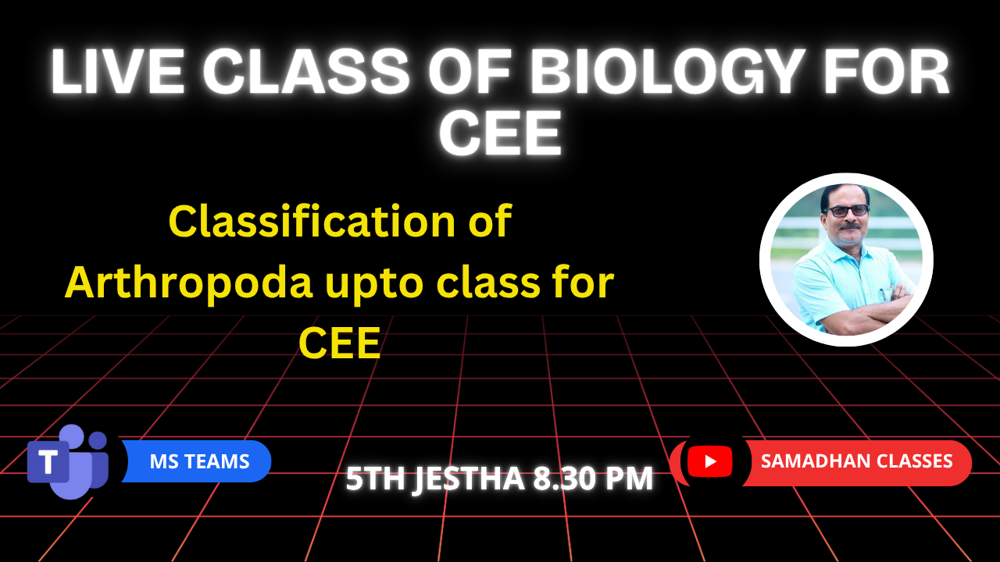 LIVE CLASS OF BIOLOGY FOR
CEE
Classification of
Arthropoda upto class for
CEE
T
MS TEAMS
5TH JESTHA 8.30 PM
SAMADHAN CLASSES